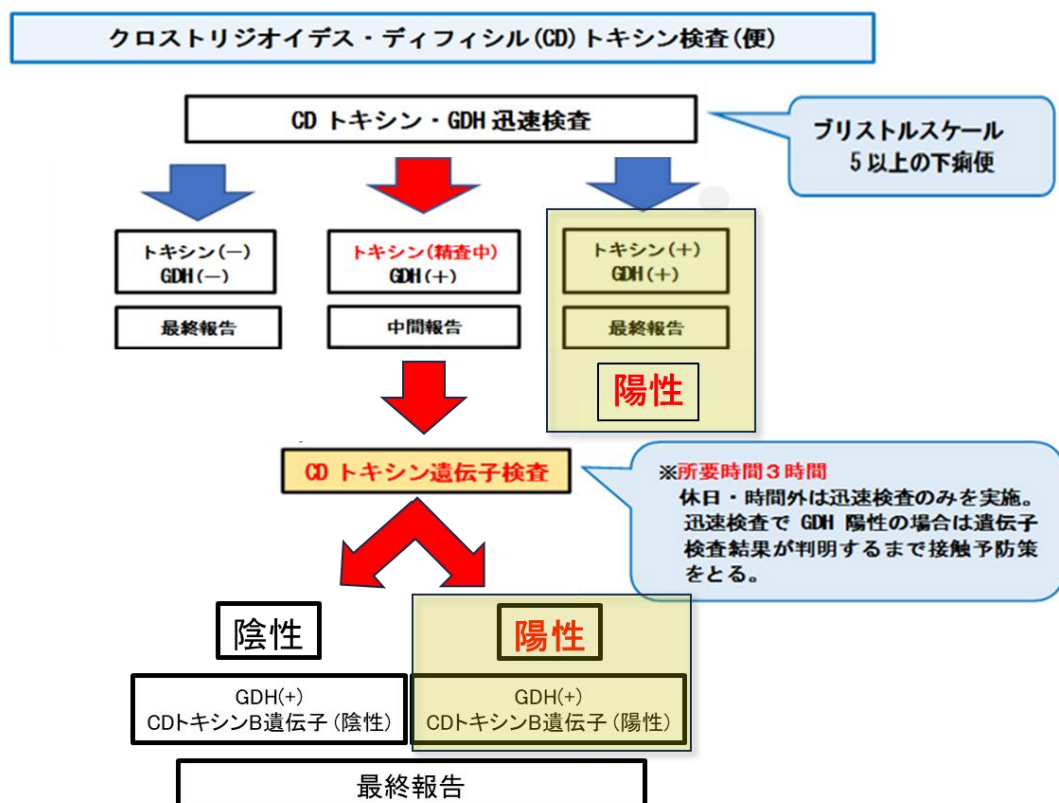 クロストリジオイデス・ディフィシル(CD)トキシン検査(便)
CDトキシン・GDH迅速検査
ブリストルスケール
5以上の下痢便
トキシン(－)
GDH(－)
最終報告
トキシン(精査中)
GDH(＋)
中間報告
トキシン(＋)
GDH(＋)
最終報告
陽性
CDトキシン遺伝子検査
※所要時間３時間
休日・時間外は迅速検査のみを実施。
迅速検査で GDH 陽性の場合は遺伝子
検査結果が判明するまで接触予防策
をとる。
陰性
GDH(+)
CDトキシンB遺伝子(陰性)
陽性
GDH(+)
CDトキシンB遺伝子(陽性)
最終報告